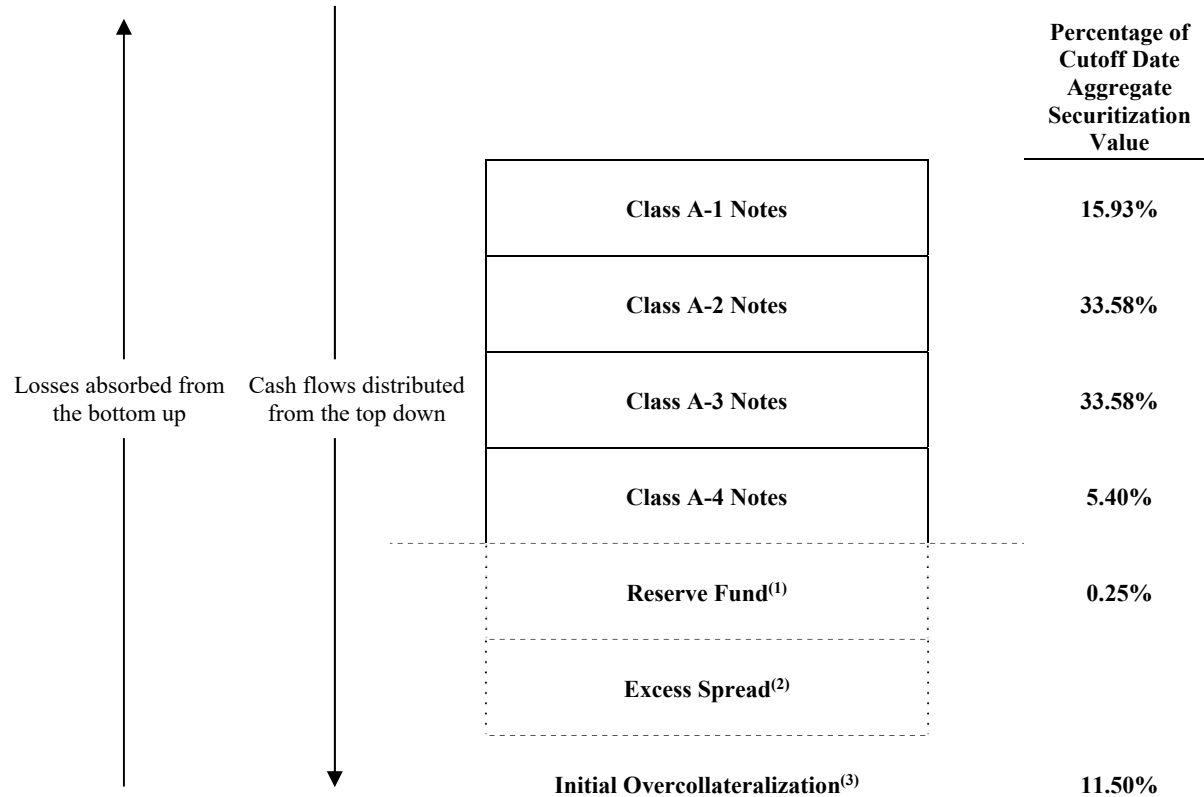 Percentage of
Cutoff Date
Aggregate
Securitization
Value
Class A-1 Notes 15.93%
Class A-2 Notes 33.58%
Losses absorbed from
the bottom up
Cash flows distributed
from the top down
Class A-3 Notes 33.58%
Class A-4 Notes 5.40%
Reserve Fund(1) 0.25%
Excess Spread(2)
Initial Overcollateralization(3) 11.50%